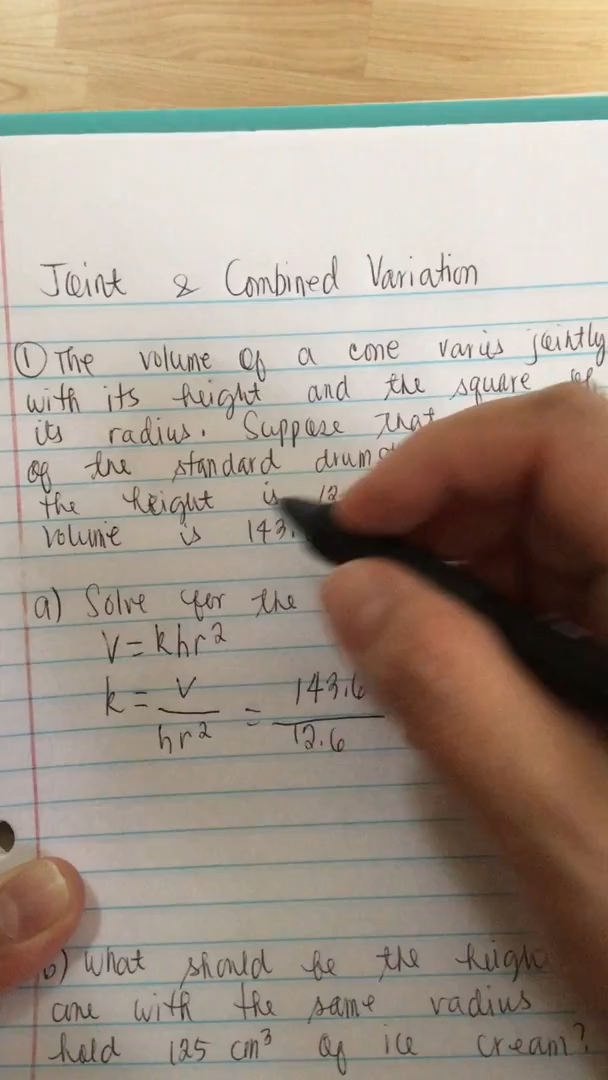 Joint & Combined Variation
① The volume of a cone varies jointly
with its height and the square of
its radius. Suppose that
of the standard
the height is
volume is 143.
a) Solve for the
V = khr²
k = V/hr² = 143.6/12.6
b) What should be the
cone with the same radius
hold 125 cm³ of ice cream?